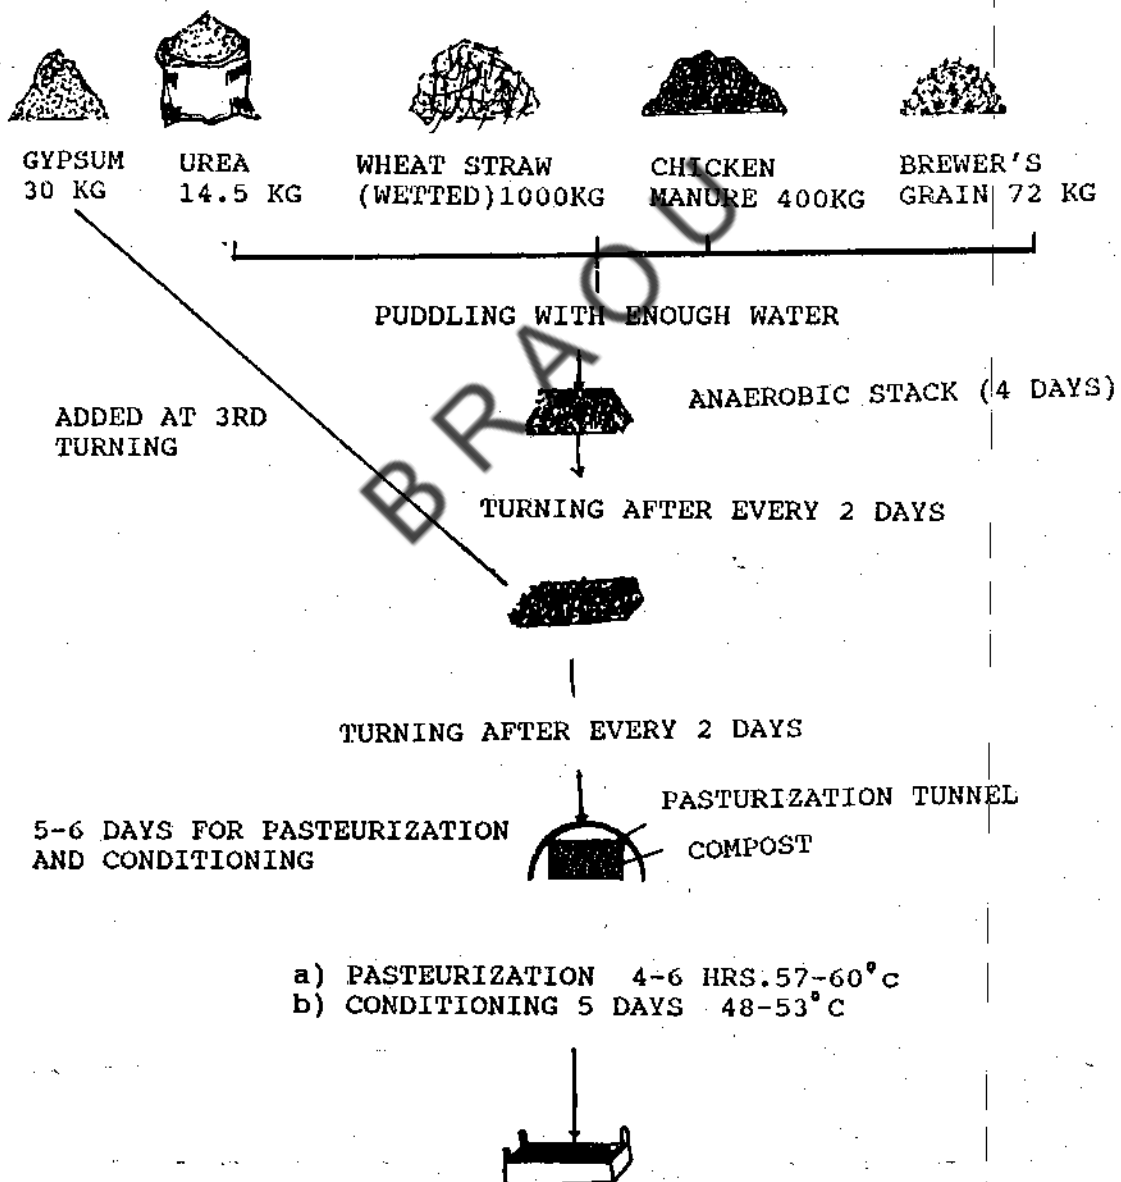 GYPSUM
30 KG
UREA
14.5 KG
WHEAT STRAW
(WETTED)1000KG
CHICKEN
MANURE 400KG
BREWER'S
GRAIN 72 KG
PUDDLING WITH ENOUGH WATER
ANAEROBIC STACK (4 DAYS)
ADDED AT 3RD
TURNING
TURNING AFTER EVERY 2 DAYS
TURNING AFTER EVERY 2 DAYS
PASTURIZATION TUNNEL
COMPOST
5-6 DAYS FOR PASTEURIZATION
AND CONDITIONING
a) PASTEURIZATION 4-6 HRS.57-60°c
b) CONDITIONING 5 DAYS 48-53°C
BRAOU